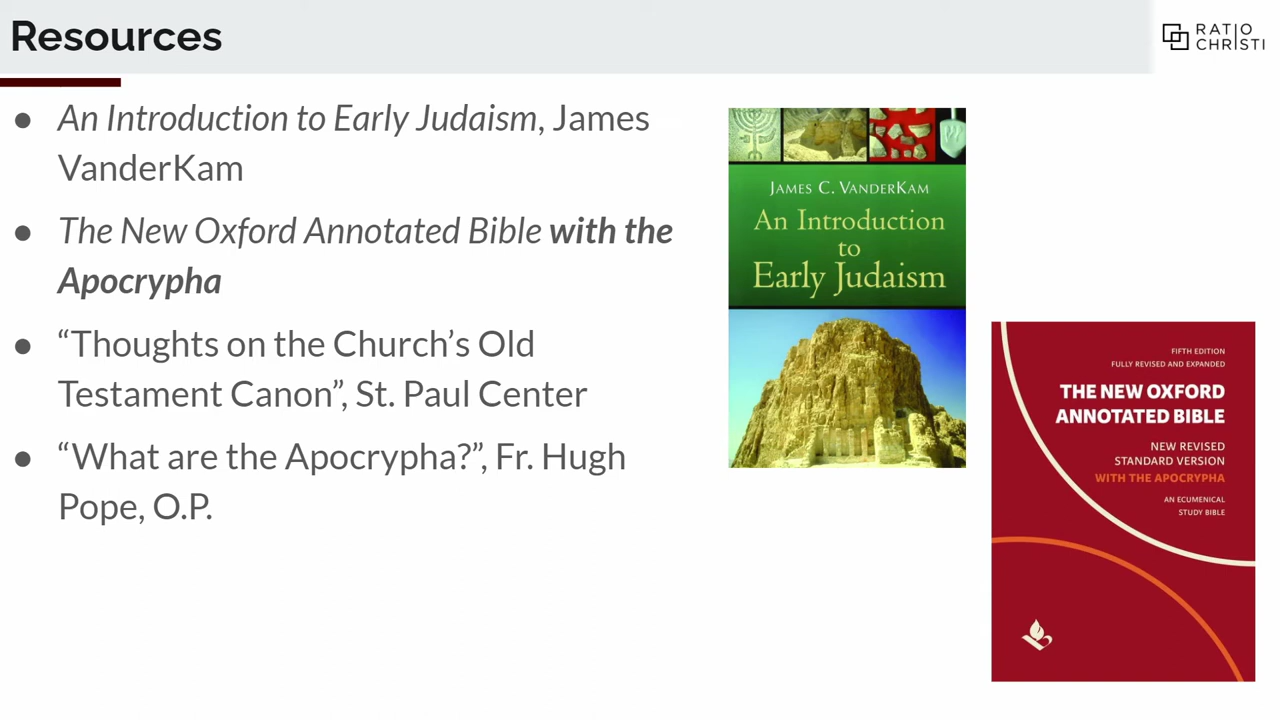 Resources
RATIO
CHRISTI
● An Introduction to Early Judaism, James
VanderKam
● The New Oxford Annotated Bible with the
Apocrypha
● “Thoughts on the Church’s Old
Testament Canon”, St. Paul Center
● “What are the Apocrypha?”, Fr. Hugh
Pope, O.P.
JAMES C. VANDERKAM
An Introduction
to
Early Judaism
FIFTH EDITION
FULLY REVISED AND EXPANDED
THE NEW OXFORD
ANNOTATED BIBLE
NEW REVISED
STANDARD VERSION
WITH THE APOCRYPHA
AN ECUMENICAL
STUDY BIBLE